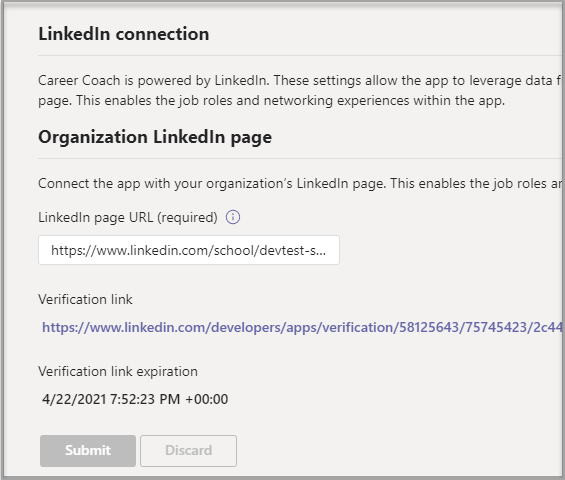 LinkedIn connection
Career Coach is powered by LinkedIn. These settings allow the app to leverage data f
page. This enables the job roles and networking experiences within the app.
Organization LinkedIn page
Connect the app with your organization's LinkedIn page. This enables the job roles ar
LinkedIn page URL (required)
https://www.linkedin.com/school/devtest-s...
Verification link
https://www.linkedin.com/developers/apps/verification/58125643/75745423/2c44
Verification link expiration
4/22/2021 7:52:23 PM +00:00
Submit Discard